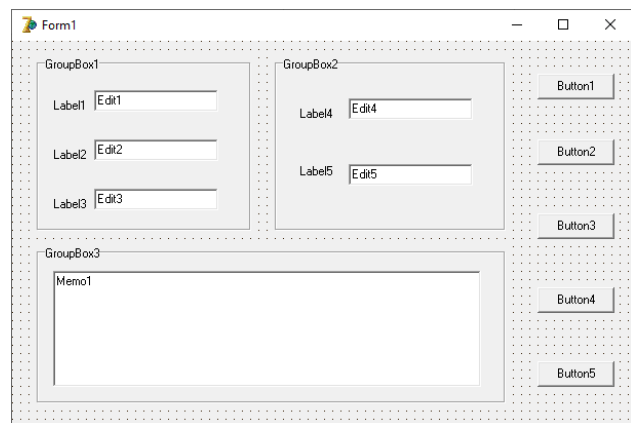 Form1
GroupBox1
Label1 Edit1
Label2 Edit2
Label3 Edit3
GroupBox2
Label4 Edit4
Label5 Edit5
GroupBox3
Memo1
Button1
Button2
Button3
Button4
Button5